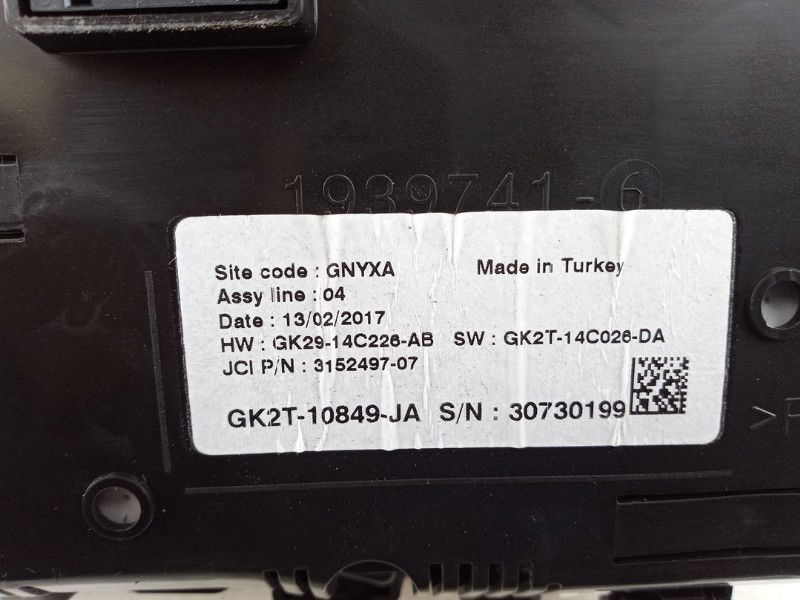 1939741-6
Site code : GNYXA Made in Turkey
Assy line : 04
Date : 13/02/2017
HW : GK29-14C226-AB SW : GK2T-14C026-DA
JCI P/N : 3152497-07
GK2T-10849-JA S/N : 30730199